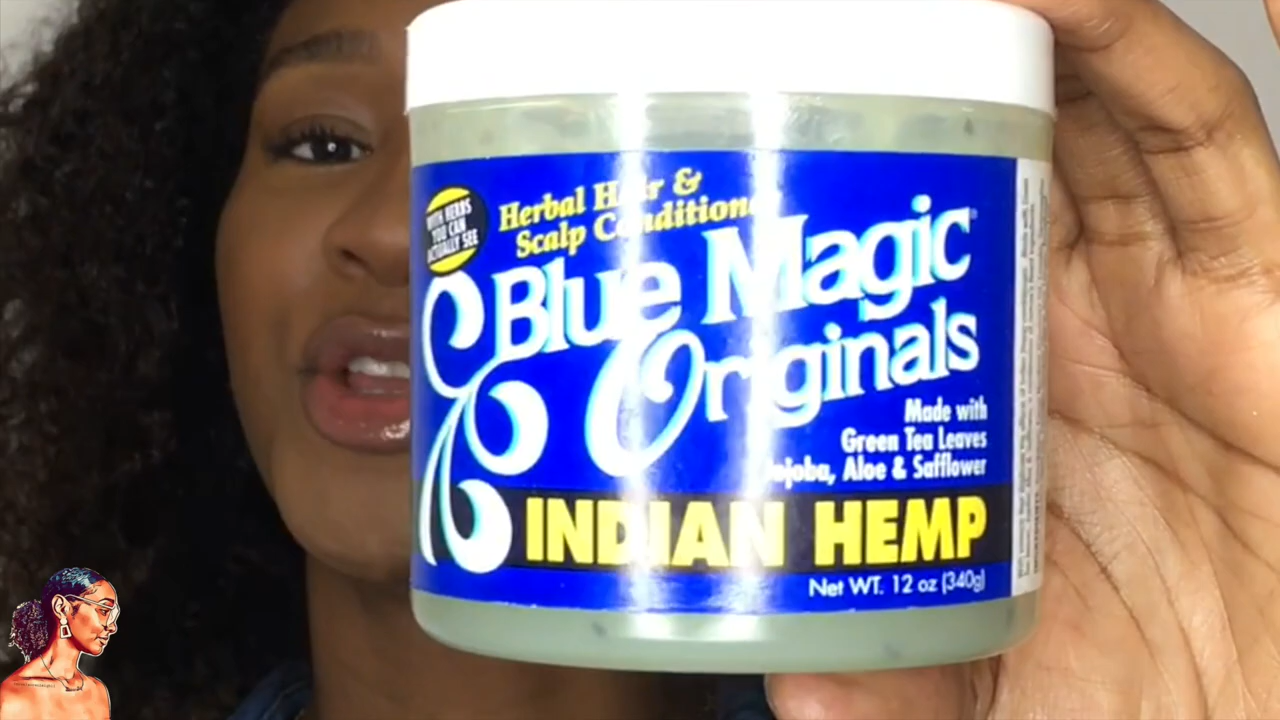 WITH HERBS
YOU CAN
ACTUALLY SEE
Herbal Hair &
Scalp Conditioner
Blue Magic®
Originals
Made with
Green Tea Leaves
Jojoba, Aloe & Safflower
INDIAN HEMP
Net WT. 12 oz (340g)